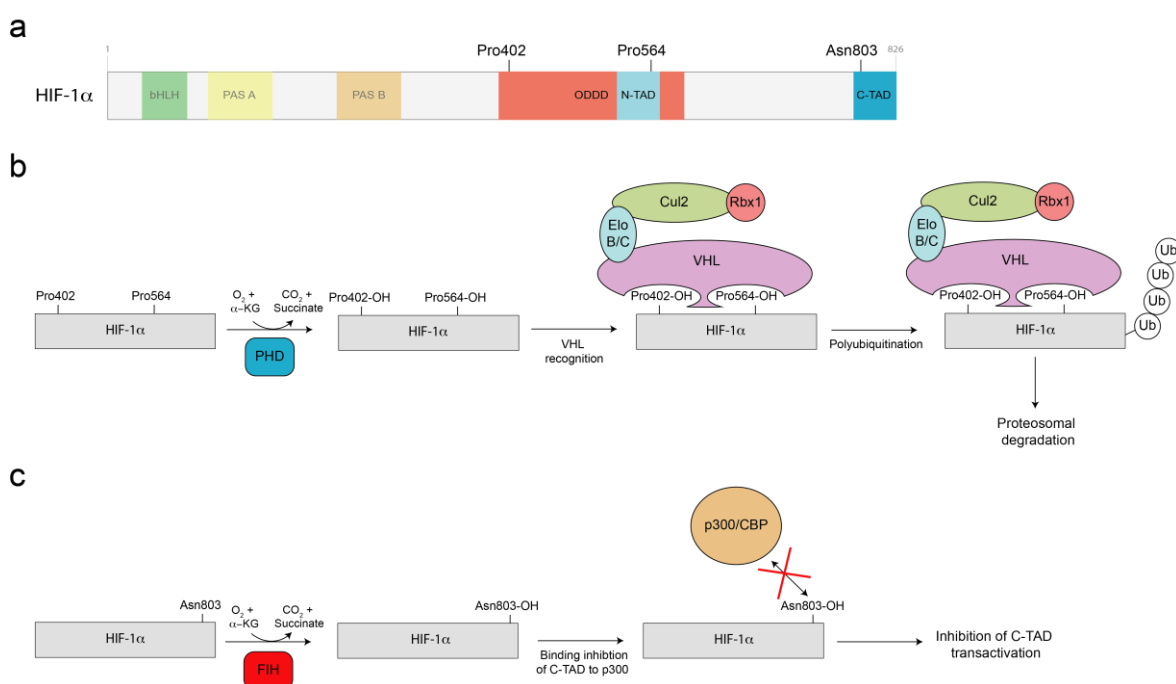 a
1
Pro402
Pro564
Asn803
826
HIF-1α
bHLH
PAS A
PAS B
ODDD
N-TAD
C-TAD
b
Pro402
Pro564
HIF-1α
O2 +
α-KG
CO2 +
Succinate
PHD
Pro402-OH
Pro564-OH
HIF-1α
VHL
recognition
Cul2
Rbx1
Elo
B/C
VHL
Pro402-OH
Pro564-OH
HIF-1α
Polyubiquitination
Cul2
Rbx1
Elo
B/C
VHL
Pro402-OH
Pro564-OH
HIF-1α
Ub
Ub
Ub
Ub
Proteosomal
degradation
c
Asn803
HIF-1α
O2 +
α-KG
CO2 +
Succinate
FIH
Asn803-OH
HIF-1α
Binding inhibtion
of C-TAD to p300
p300/CBP
Asn803-OH
HIF-1α
Inhibition of C-TAD
transactivation